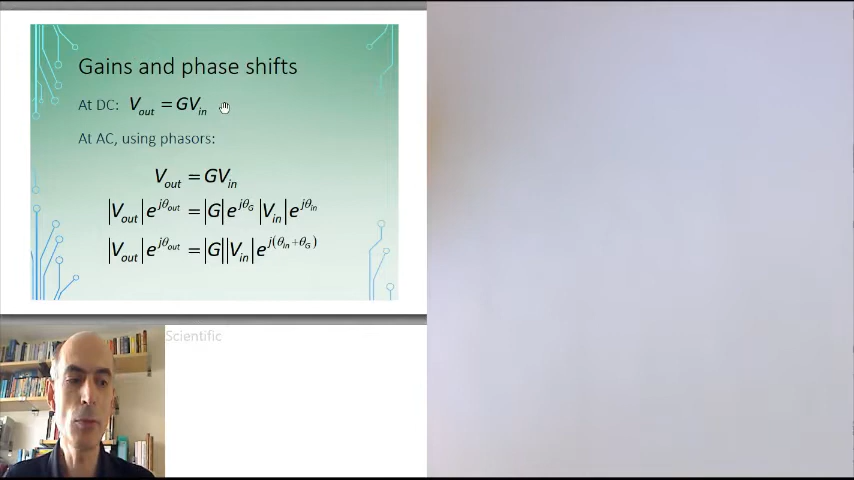 Gains and phase shifts
At DC: V_out = GV_in
At AC, using phasors:
V_out = GV_in
|V_out| e^{jθ_out} = |G| e^{jθ_G} |V_in| e^{jθ_in}
|V_out| e^{jθ_out} = |G||V_in| e^{j(θ_in+θ_G)}
Scientific